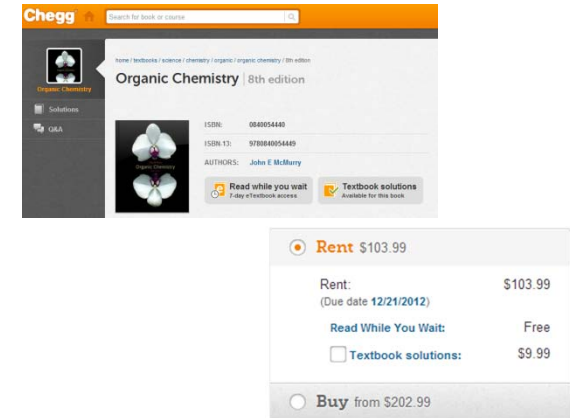 Chegg
Search for book or course
home / textbooks / science / chemistry / organic / organic chemistry / 8th edition
Organic Chemistry 8th edition
Organic Chemistry
Solutions
Q&A
Organic Chemistry
ISBN: 0840054440
ISBN-13: 9780840054449
AUTHORS: John E McMurry
Read while you wait
7-day eTextbook access
Textbook solutions
Available for this book
Rent $103.99
Rent: $103.99
(Due date 12/21/2012)
Read While You Wait: Free
Textbook solutions: $9.99
Buy from $202.99